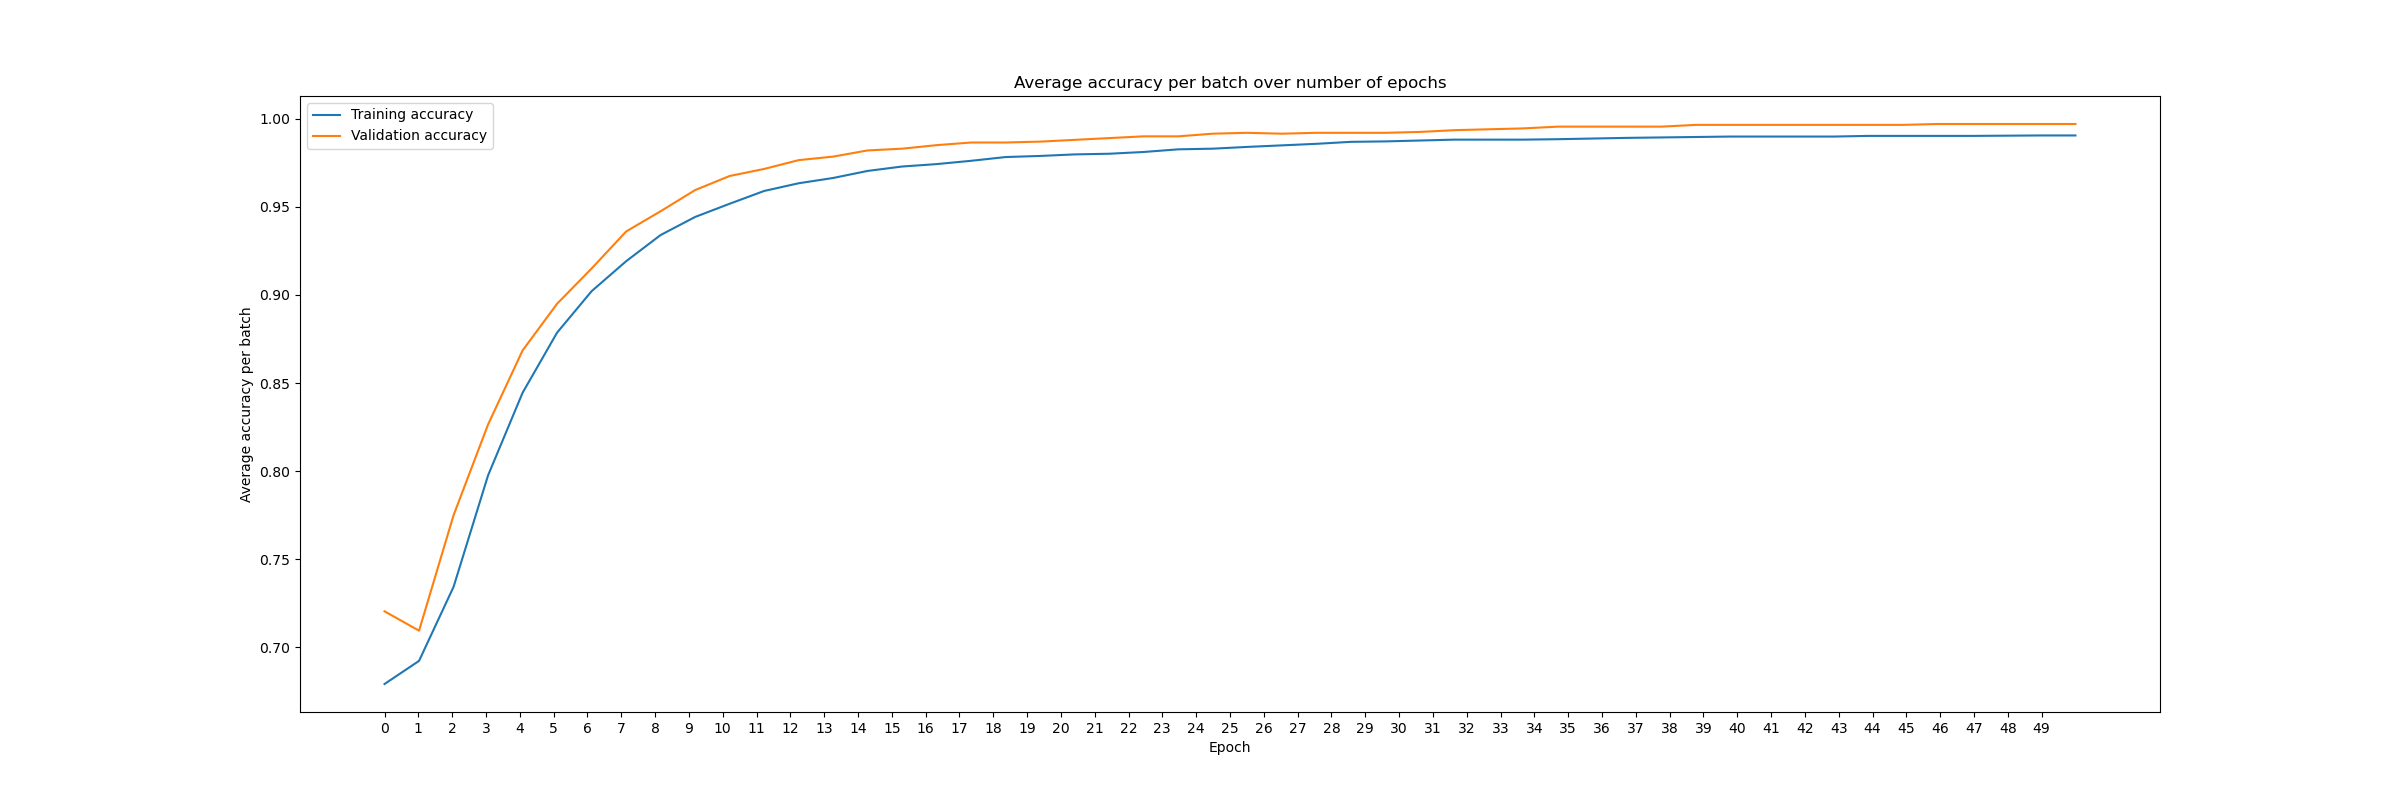 Average accuracy per batch over number of epochs
Training accuracy
Validation accuracy
1.00
0.95
0.90
0.85
0.80
0.75
0.70
Average accuracy per batch
0 1 2 3 4 5 6 7 8 9 10 11 12 13 14 15 16 17 18 19 20 21 22 23 24 25 26 27 28 29 30 31 32 33 34 35 36 37 38 39 40 41 42 43 44 45 46 47 48 49
Epoch